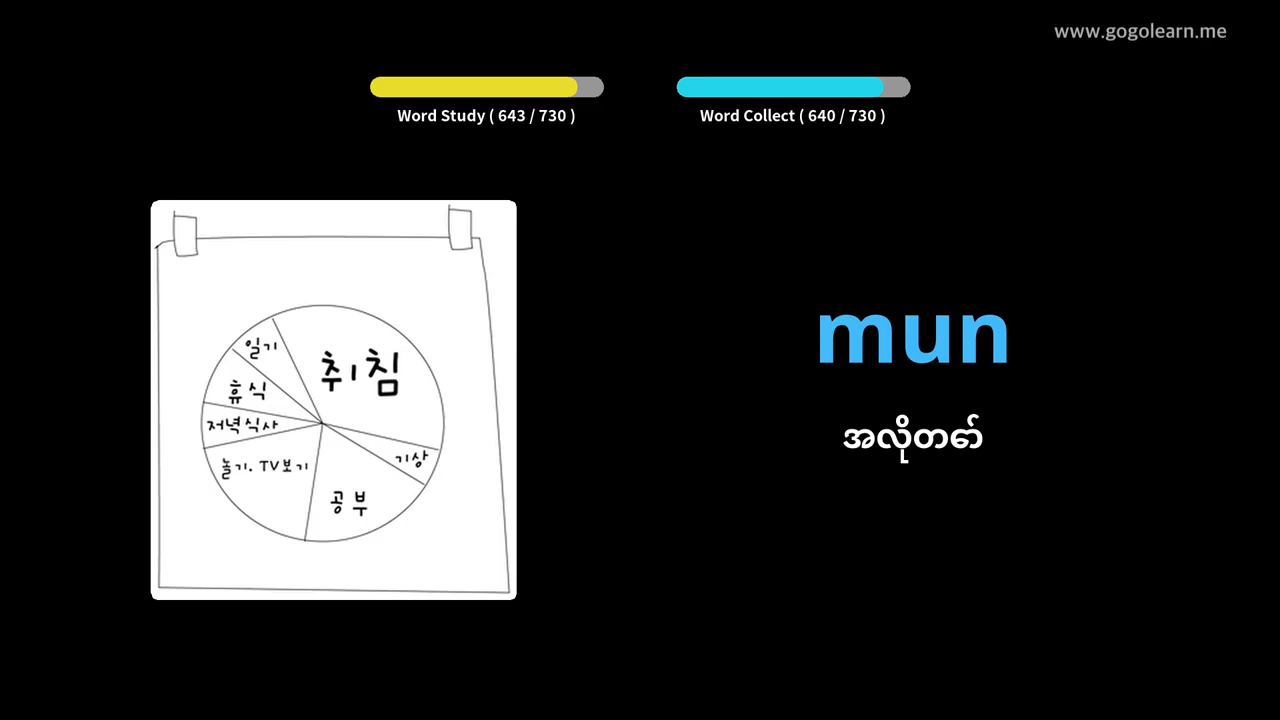 www.gogolearn.me
Word Study ( 643 / 730 )
Word Collect ( 640 / 730 )
일기
취침
휴식
저녁식사
놀기. TV보기
기상
공부
mun
အလိုတော်